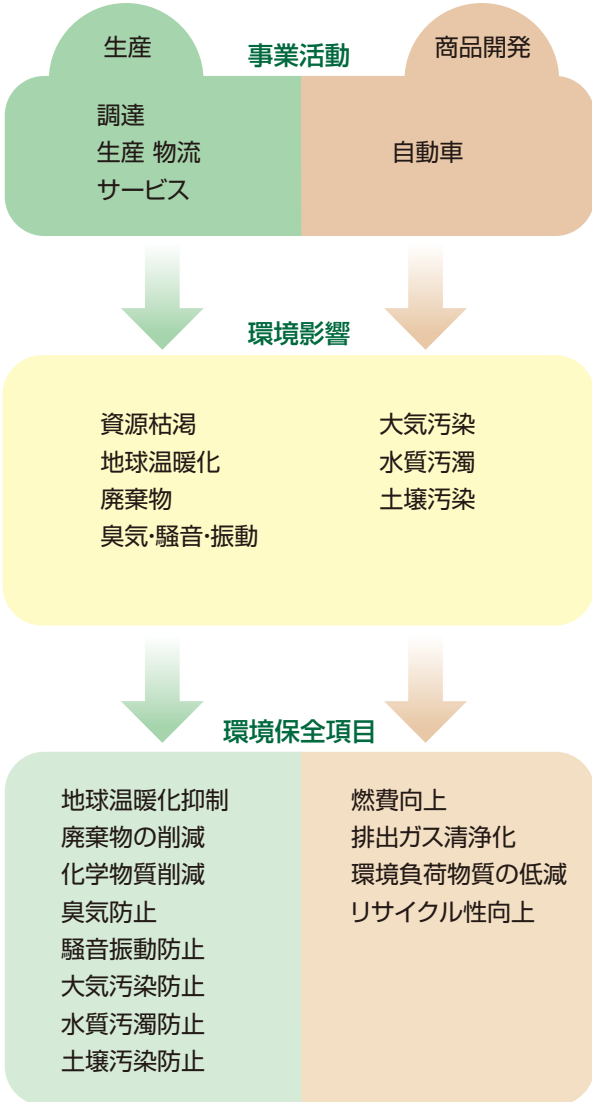 生産
事業活動
商品開発
調達
生産 物流
サービス
自動車
環境影響
資源枯渇
地球温暖化
廃棄物
臭気・騒音・振動
大気汚染
水質汚濁
土壌汚染
環境保全項目
地球温暖化抑制
廃棄物の削減
化学物質削減
臭気防止
騒音振動防止
大気汚染防止
水質汚濁防止
土壌汚染防止
燃費向上
排出ガス清浄化
環境負荷物質の低減
リサイクル性向上